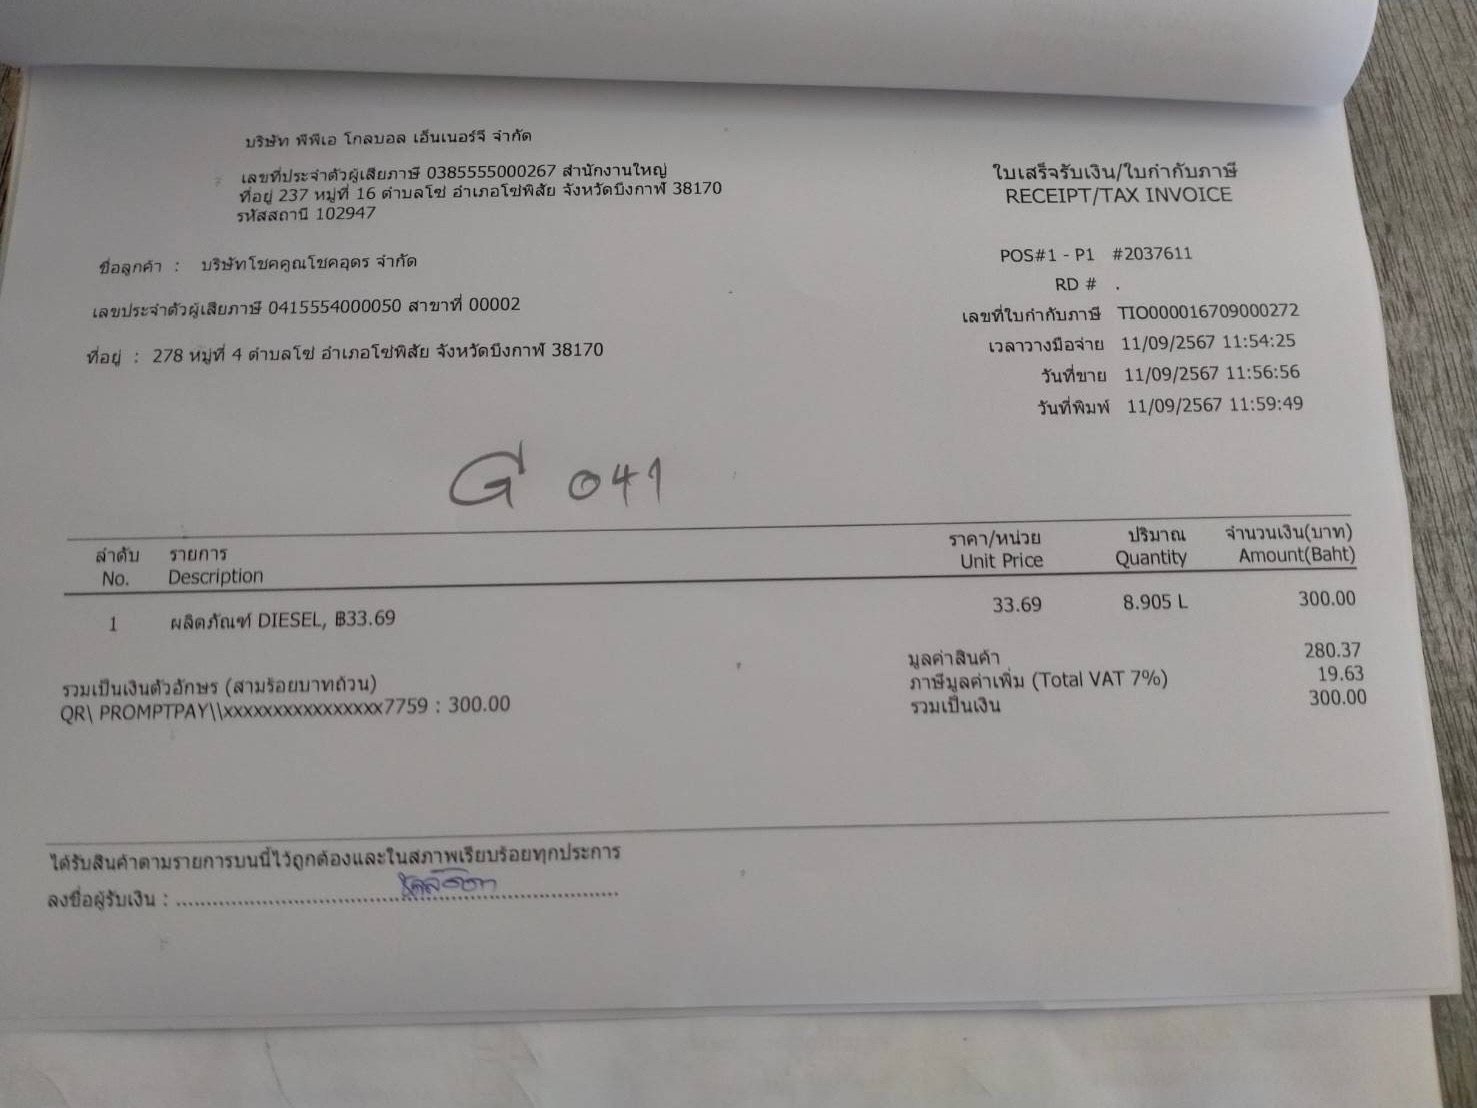 บริษัท พีพีเอ โกลบอล เอ็นเนอร์จี จำกัด
เลขที่ประจำตัวผู้เสียภาษี 0385555000267 สำนักงานใหญ่
ที่อยู่ 237 หมู่ที่ 16 ตำบลโซ่ อำเภอโซ่พิสัย จังหวัดบึงกาฬ 38170
รหัสสถานี 102947
ใบเสร็จรับเงิน/ใบกำกับภาษี
RECEIPT/TAX INVOICE
ชื่อลูกค้า : บริษัทโชคคูณโชคอุดร จำกัด
เลขประจำตัวผู้เสียภาษี 0415554000050 สาขาที่ 00002
ที่อยู่ : 278 หมู่ที่ 4 ตำบลโซ่ อำเภอโซ่พิสัย จังหวัดบึงกาฬ 38170
POS#1 - P1 #2037611
RD # .
เลขที่ใบกำกับภาษี TIO000016709000272
เวลาวางมือจ่าย 11/09/2567 11:54:25
วันที่ขาย 11/09/2567 11:56:56
วันที่พิมพ์ 11/09/2567 11:59:49
G 041
ลำดับ รายการ ราคา/หน่วย ปริมาณ จำนวนเงิน(บาท)
No. Description Unit Price Quantity Amount(Baht)
1 ผลิตภัณฑ์ DIESEL, ฿33.69 33.69 8.905 L 300.00
มูลค่าสินค้า 280.37
ภาษีมูลค่าเพิ่ม (Total VAT 7%) 19.63
รวมเป็นเงิน 300.00
รวมเป็นเงินตัวอักษร (สามร้อยบาทถ้วน)
QR\ PROMPTPAY\\xxxxxxxxxxxxxxxx7759 : 300.00
ได้รับสินค้าตามรายการบนนี้ไว้ถูกต้องและในสภาพเรียบร้อยทุกประการ
ลงชื่อผู้รับเงิน : ................................................................